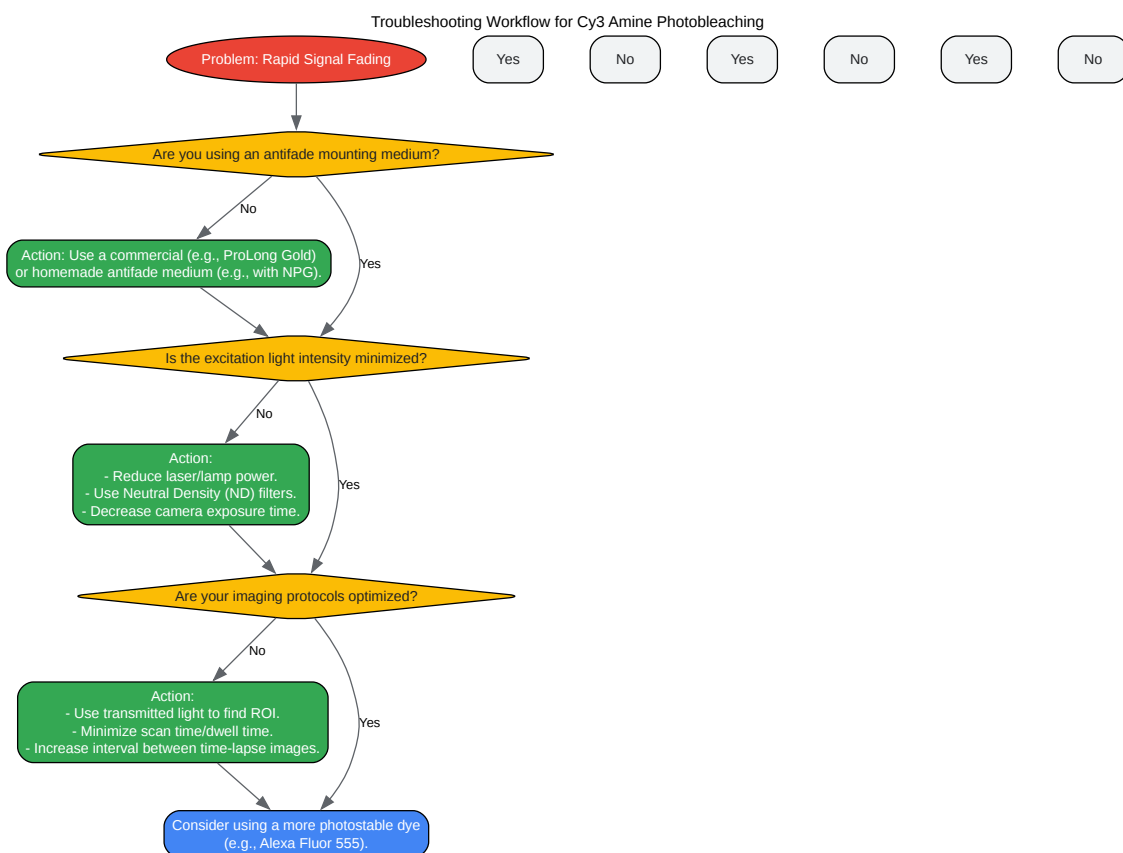 Troubleshooting Workflow for Cy3 Amine Photobleaching
Problem: Rapid Signal Fading
Yes
No
Yes
No
Yes
No
Are you using an antifade mounting medium?
No
Action: Use a commercial (e.g., ProLong Gold)
or homemade antifade medium (e.g., with NPG).
Yes
Is the excitation light intensity minimized?
No
Action:
- Reduce laser/lamp power.
- Use Neutral Density (ND) filters.
- Decrease camera exposure time.
Yes
Are your imaging protocols optimized?
No
Action:
- Use transmitted light to find ROI.
- Minimize scan time/dwell time.
- Increase interval between time-lapse images.
Yes
Consider using a more photostable dye
(e.g., Alexa Fluor 555).